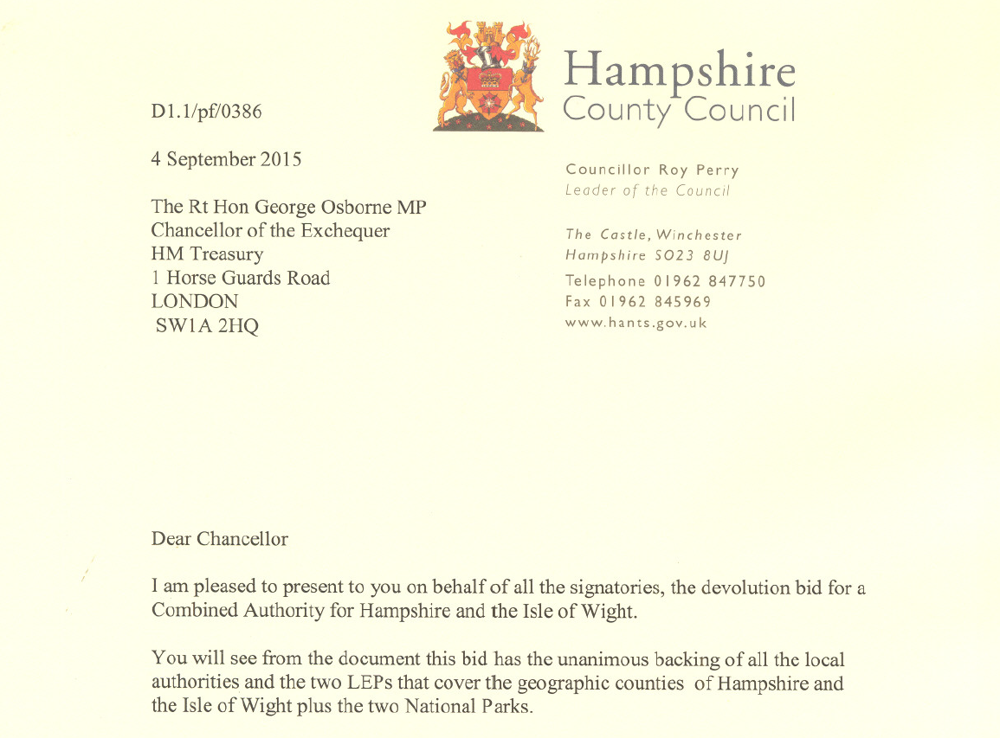 Hampshire
County Council
D1.1/pf/0386
4 September 2015
Councillor Roy Perry
Leader of the Council
The Rt Hon George Osborne MP
Chancellor of the Exchequer
HM Treasury
1 Horse Guards Road
LONDON
SW1A 2HQ
The Castle, Winchester
Hampshire SO23 8UJ
Telephone 01962 847750
Fax 01962 845969
www.hants.gov.uk
Dear Chancellor
I am pleased to present to you on behalf of all the signatories, the devolution bid for a
Combined Authority for Hampshire and the Isle of Wight.
You will see from the document this bid has the unanimous backing of all the local
authorities and the two LEPs that cover the geographic counties of Hampshire and
the Isle of Wight plus the two National Parks.